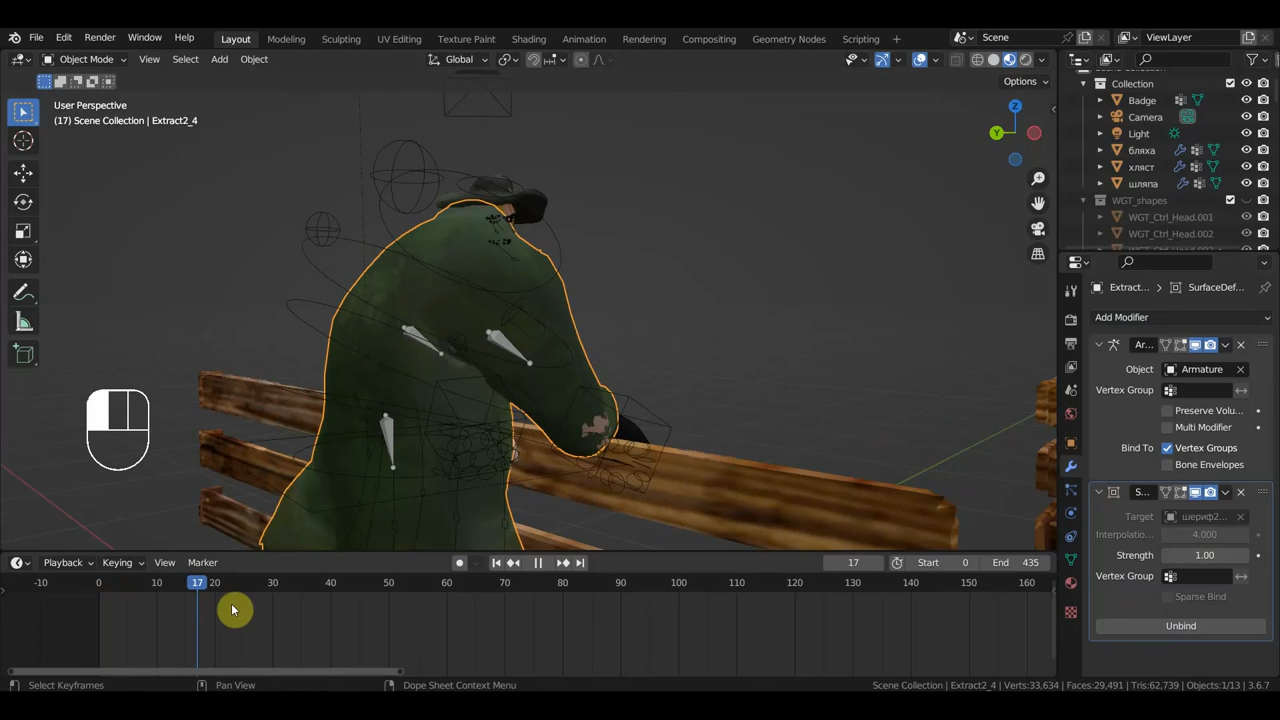 File Edit Render Window Help Layout Modeling Sculpting UV Editing Texture Paint Shading Animation Rendering Compositing Geometry Nodes Scripting Scene ViewLayer
Object Mode View Select Add Object Global
Options
User Perspective
(17) Scene Collection | Extract2_4
Z
Y
Collection
Badge
Camera
Light
бляха
хляст
шляпа
WGT_shapes
WGT_Ctrl_Head.001
WGT_Ctrl_Head.002
Extract... SurfaceDef...
Add Modifier
Ar...
Object Armature
Vertex Group
Preserve Volu...
Multi Modifier
Bind To Vertex Groups
Bone Envelopes
S...
Target шериф2...
Interpolatio... 4.000
Strength 1.00
Vertex Group
Sparse Bind
Unbind
Playback Keying View Marker 17 Start 0 End 435
-10 0 10 17 20 30 40 50 60 70 80 90 100 110 120 130 140 150 160
Select Keyframes Pan View Dope Sheet Context Menu Scene Collection | Extract2_4 | Verts:33,634 | Faces:29,491 | Tris:62,739 | Objects:1/13 | 3.6.7